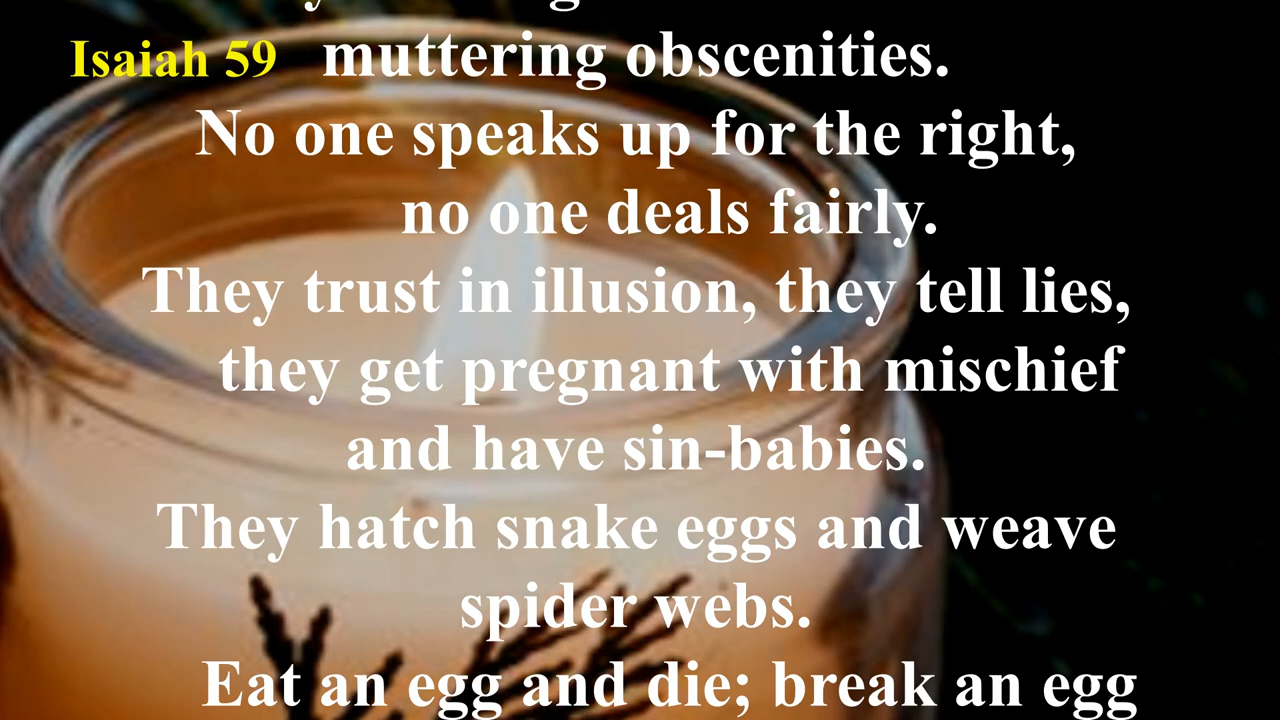 Isaiah 59 muttering obscenities.
No one speaks up for the right,
no one deals fairly.
They trust in illusion, they tell lies,
they get pregnant with mischief
and have sin-babies.
They hatch snake eggs and weave
spider webs.
Eat an egg and die; break an egg